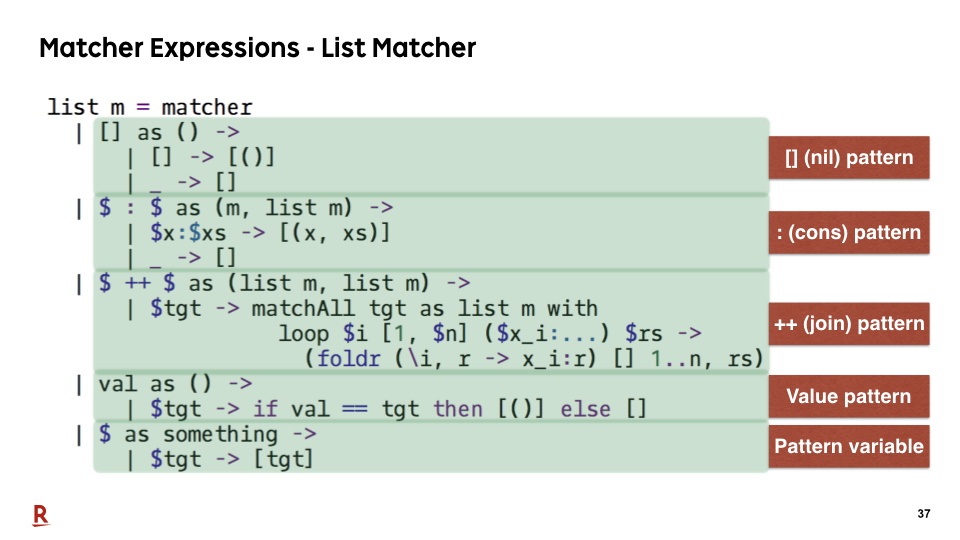 Matcher Expressions - List Matcher
list m = matcher
| [] as () ->
| [] -> [()]
| _ -> []
[] (nil) pattern
| $ : $ as (m, list m) ->
| $x:$xs -> [(x, xs)]
| _ -> []
: (cons) pattern
| $ ++ $ as (list m, list m) ->
| $tgt -> matchAll tgt as list m with
loop $i [1, $n] ($x_i:...) $rs ->
(foldr (\i, r -> x_i:r) [] 1..n, rs)
++ (join) pattern
| val as () ->
| $tgt -> if val == tgt then [()] else []
Value pattern
| $ as something ->
| $tgt -> [tgt]
Pattern variable
R
37